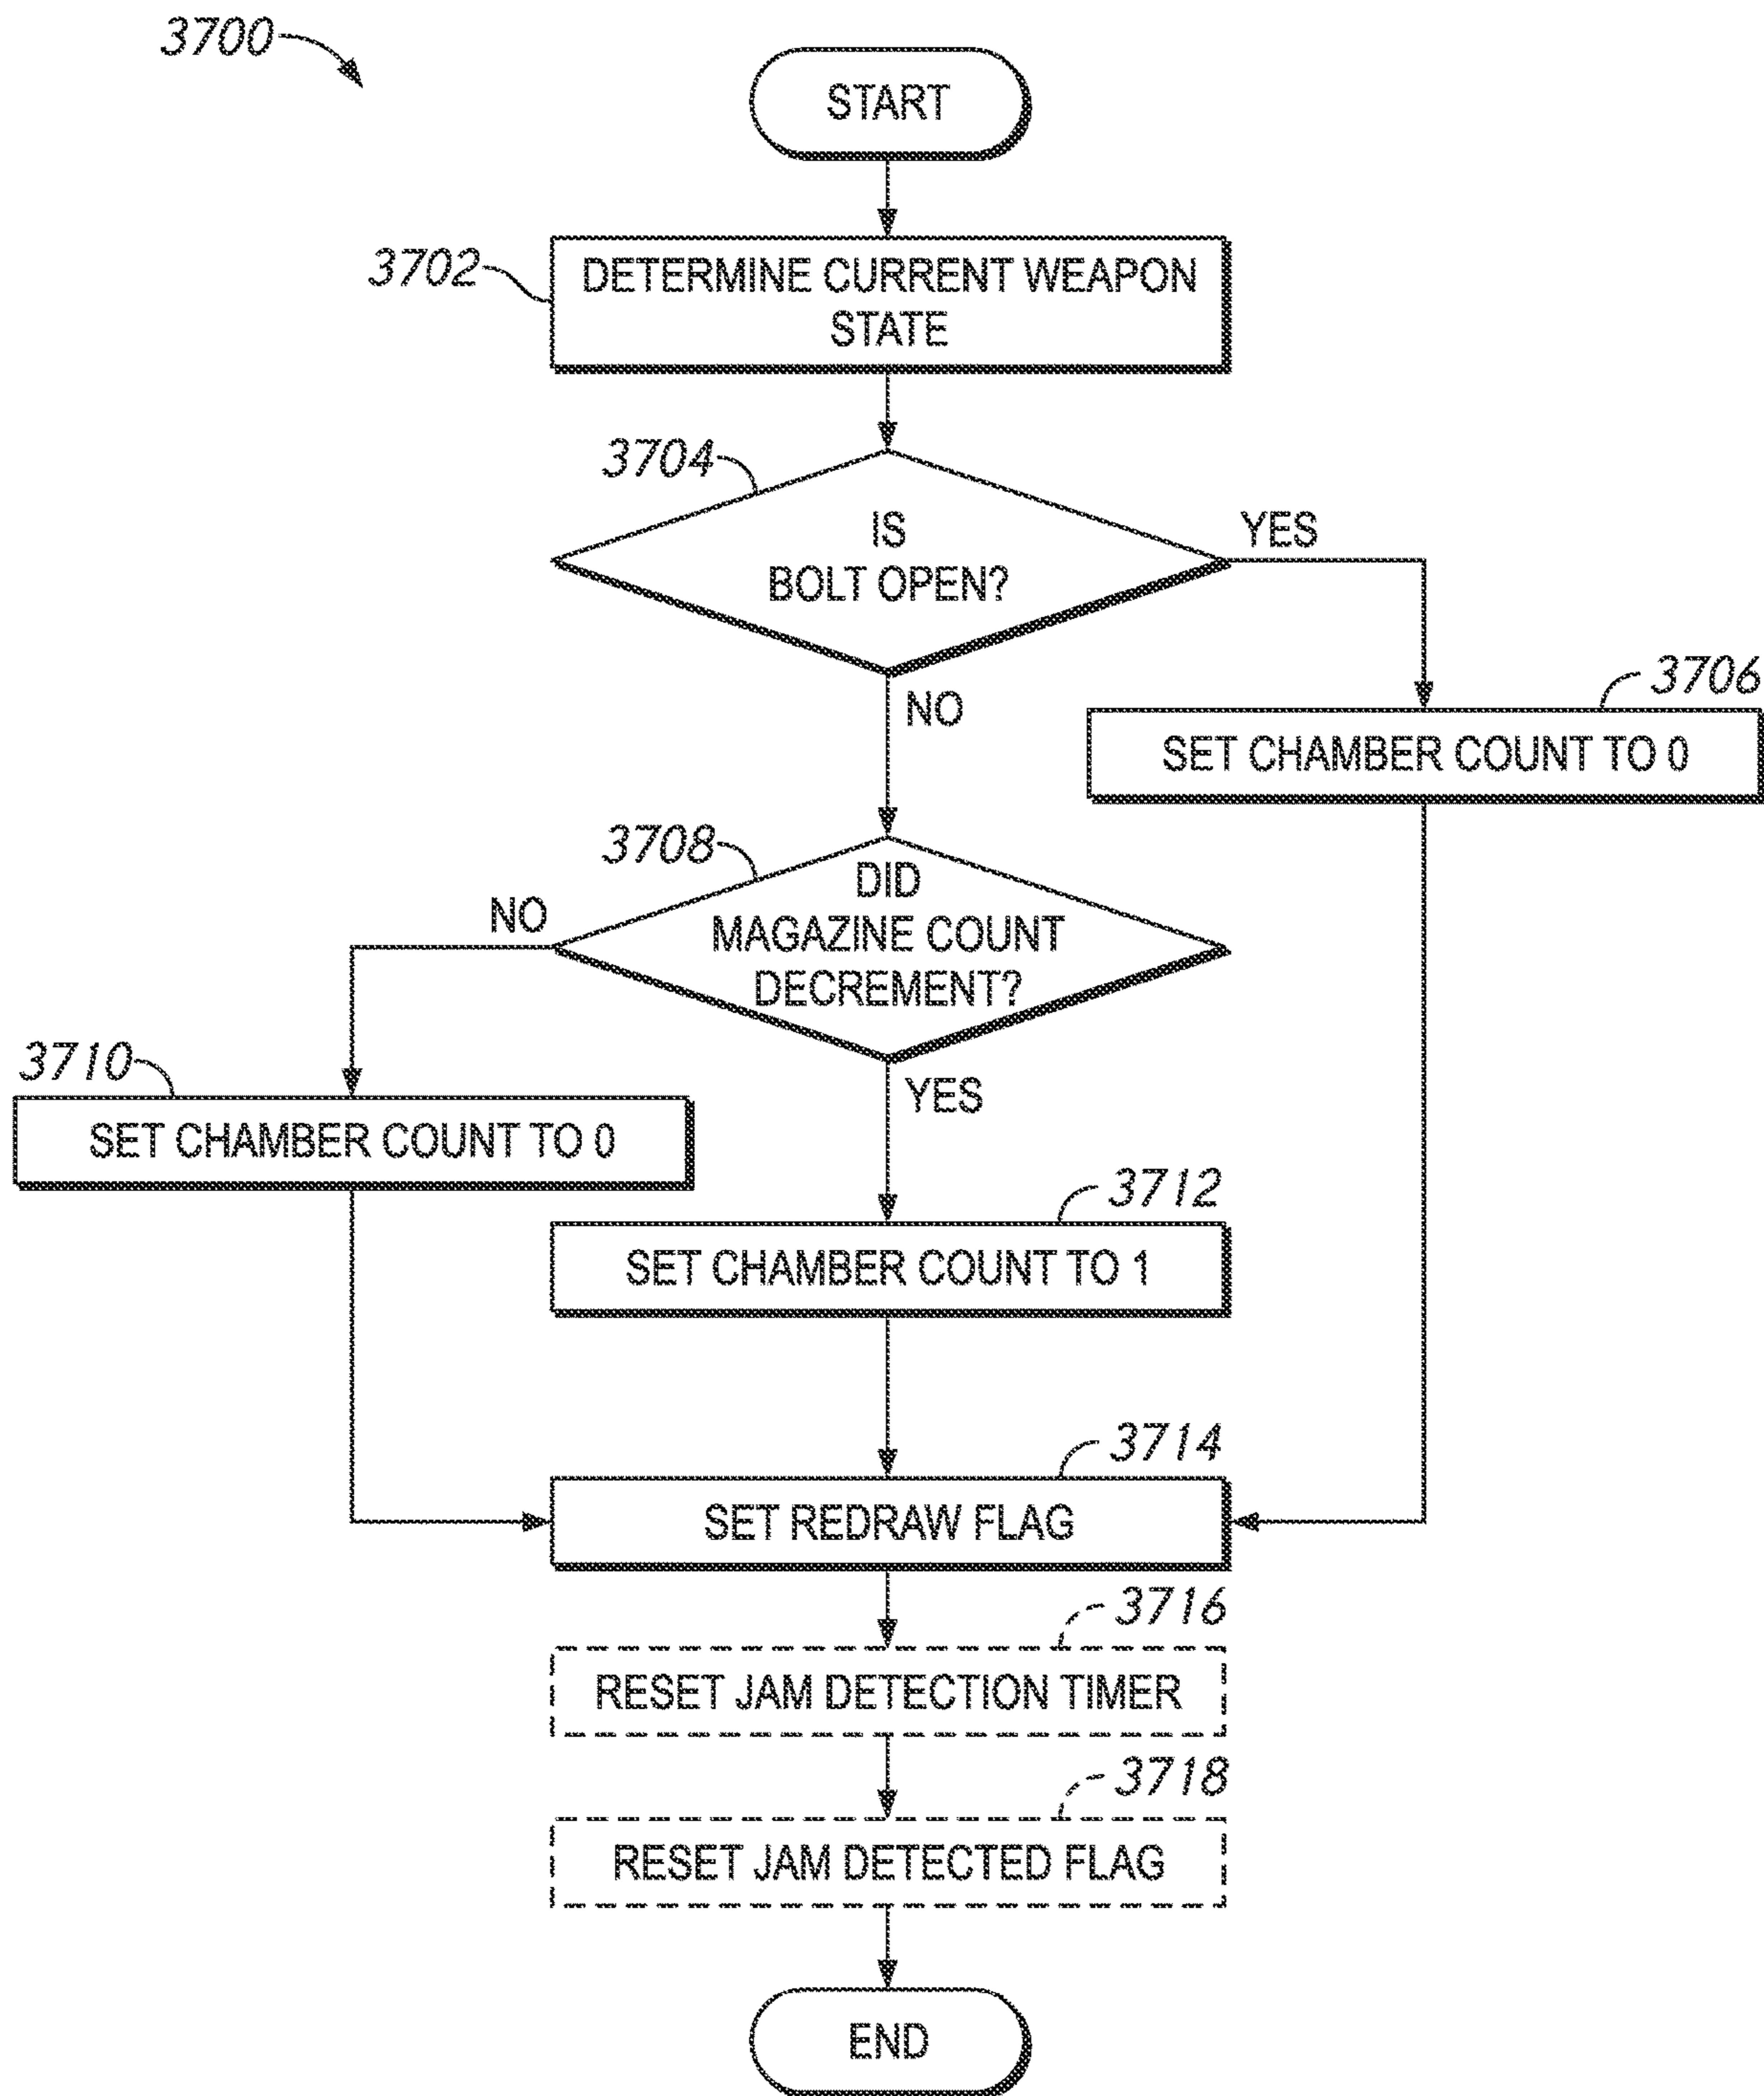 3700
START
3702
DETERMINE CURRENT WEAPON
STATE
3704
IS
BOLT OPEN?
YES
NO
3706
SET CHAMBER COUNT TO 0
3708
DID
MAGAZINE COUNT
DECREMENT?
NO
YES
3710
SET CHAMBER COUNT TO 0
3712
SET CHAMBER COUNT TO 1
3714
SET REDRAW FLAG
3716
RESET JAM DETECTION TIMER
3718
RESET JAM DETECTED FLAG
END